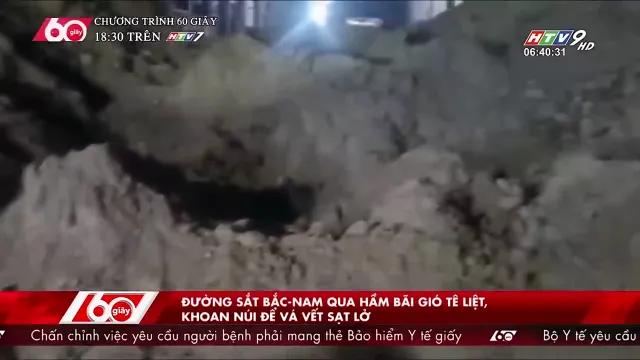 60 giây
CHƯƠNG TRÌNH 60 GIÂY
18:30 TRÊN HTV7
HTV9 HD
06:40:31
60 giây
ĐƯỜNG SẮT BẮC-NAM QUA HẦM BÃI GIÓ TÊ LIỆT,
KHOAN NÚI ĐỂ VÁ VẾT SẠT LỞ
Chấn chỉnh việc yêu cầu người bệnh phải mang thẻ Bảo hiểm Y tế giấy 60 giây Bộ Y tế yêu cầu